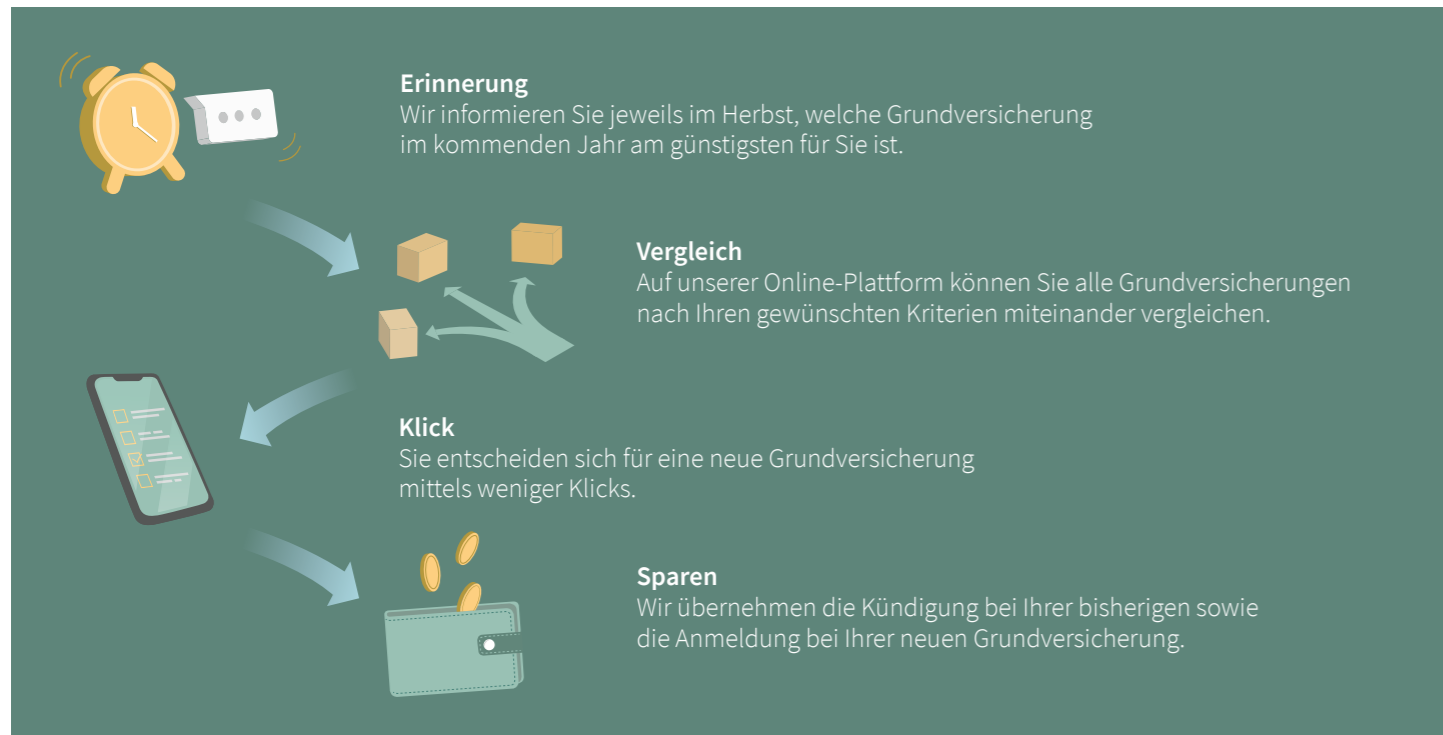 Erinnerung
Wir informieren Sie jeweils im Herbst, welche Grundversicherung
im kommenden Jahr am günstigsten für Sie ist.
Vergleich
Auf unserer Online-Plattform können Sie alle Grundversicherungen
nach Ihren gewünschten Kriterien miteinander vergleichen.
Klick
Sie entscheiden sich für eine neue Grundversicherung
mittels weniger Klicks.
Sparen
Wir übernehmen die Kündigung bei Ihrer bisherigen sowie
die Anmeldung bei Ihrer neuen Grundversicherung.